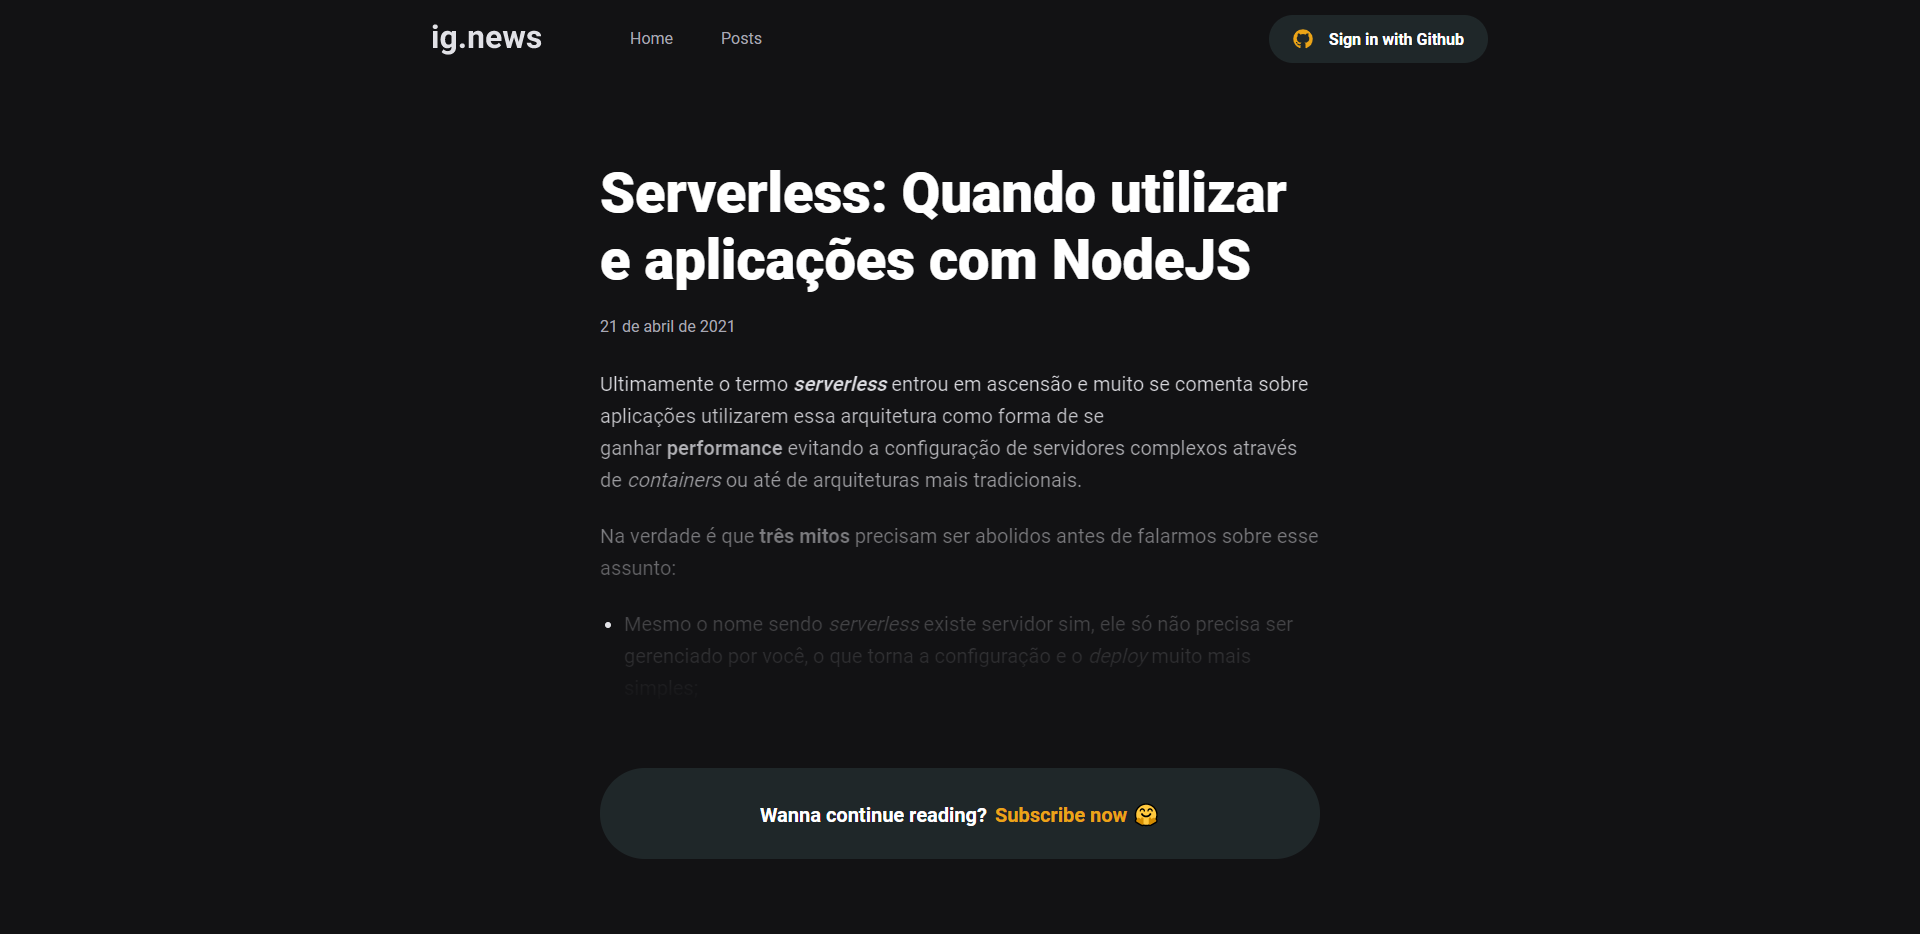 ig.news
Home
Posts
Sign in with Github
Serverless: Quando utilizar
e aplicações com NodeJS
21 de abril de 2021
Ultimamente o termo serverless entrou em ascensão e muito se comenta sobre
aplicações utilizarem essa arquitetura como forma de se
ganhar performance evitando a configuração de servidores complexos através
de containers ou até de arquiteturas mais tradicionais.
Na verdade é que três mitos precisam ser abolidos antes de falarmos sobre esse
assunto:
Mesmo o nome sendo serverless existe servidor sim, ele só não precisa ser
gerenciado por você, o que torna a configuração e o deploy muito mais
simples;
Wanna continue reading? Subscribe now 🤗